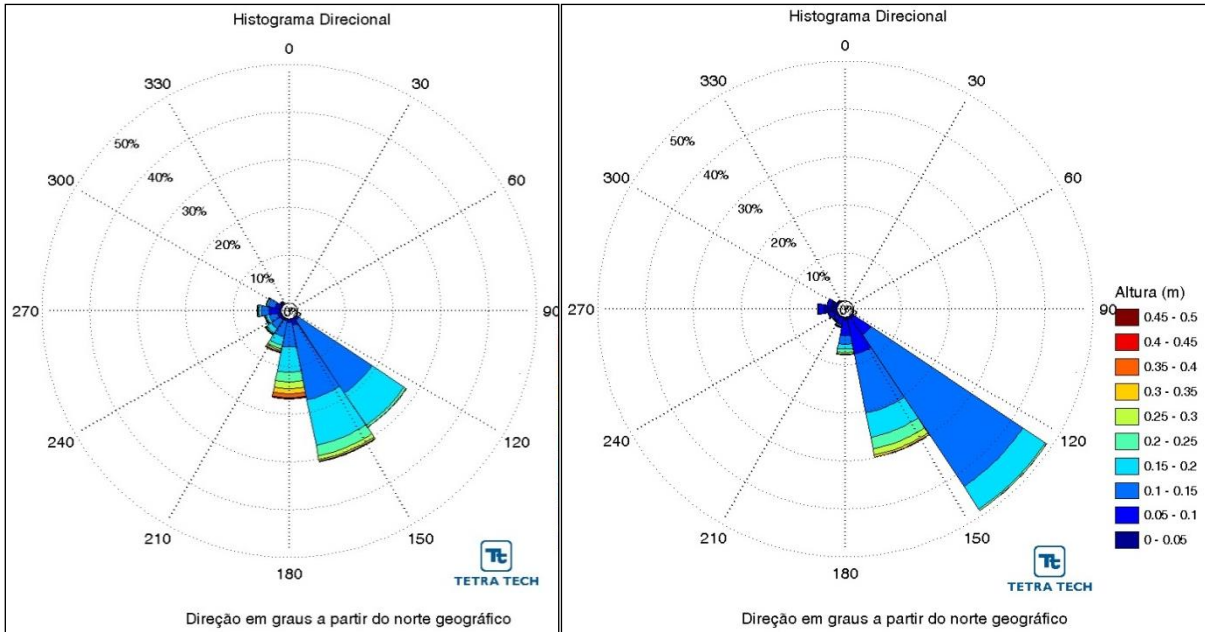 Histograma Direcional
0
330
30
50%
40%
300
60
30%
20%
10%
0%
270
90
240
120
210
150
180
Tt
TETRA TECH
Direção em graus a partir do norte geográfico
Histograma Direcional
0
330
30
50%
40%
300
60
30%
20%
10%
0%
270
90
240
120
210
150
180
Tt
TETRA TECH
Direção em graus a partir do norte geográfico
Altura (m)
0.45 - 0.5
0.4 - 0.45
0.35 - 0.4
0.3 - 0.35
0.25 - 0.3
0.2 - 0.25
0.15 - 0.2
0.1 - 0.15
0.05 - 0.1
0 - 0.05